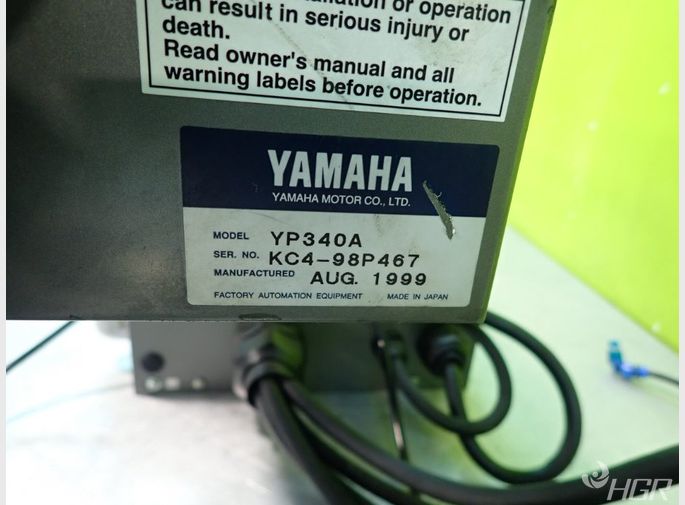 can result in serious injury or
death.
Read owner's manual and all
warning labels before operation.
YAMAHA
YAMAHA MOTOR CO., LTD.
MODEL YP340A
SER. NO. KC4-98P467
MANUFACTURED AUG. 1999
FACTORY AUTOMATION EQUIPMENT MADE IN JAPAN
HGR